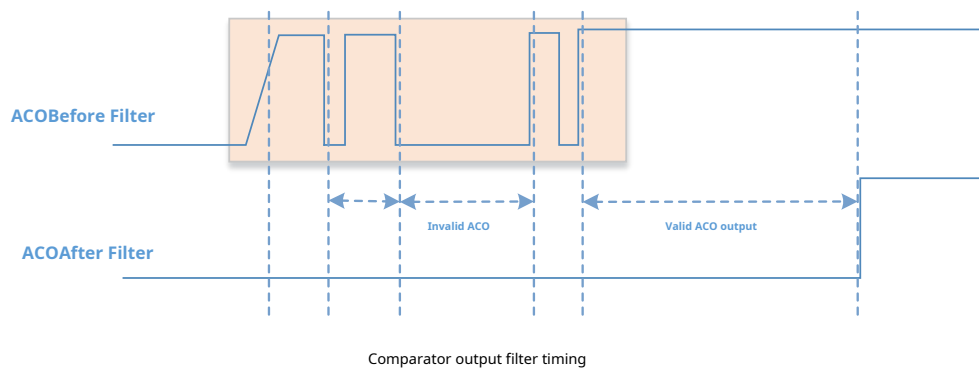 ACOBefore Filter
Invalid ACO
Valid ACO output
ACOAfter Filter
Comparator output filter timing